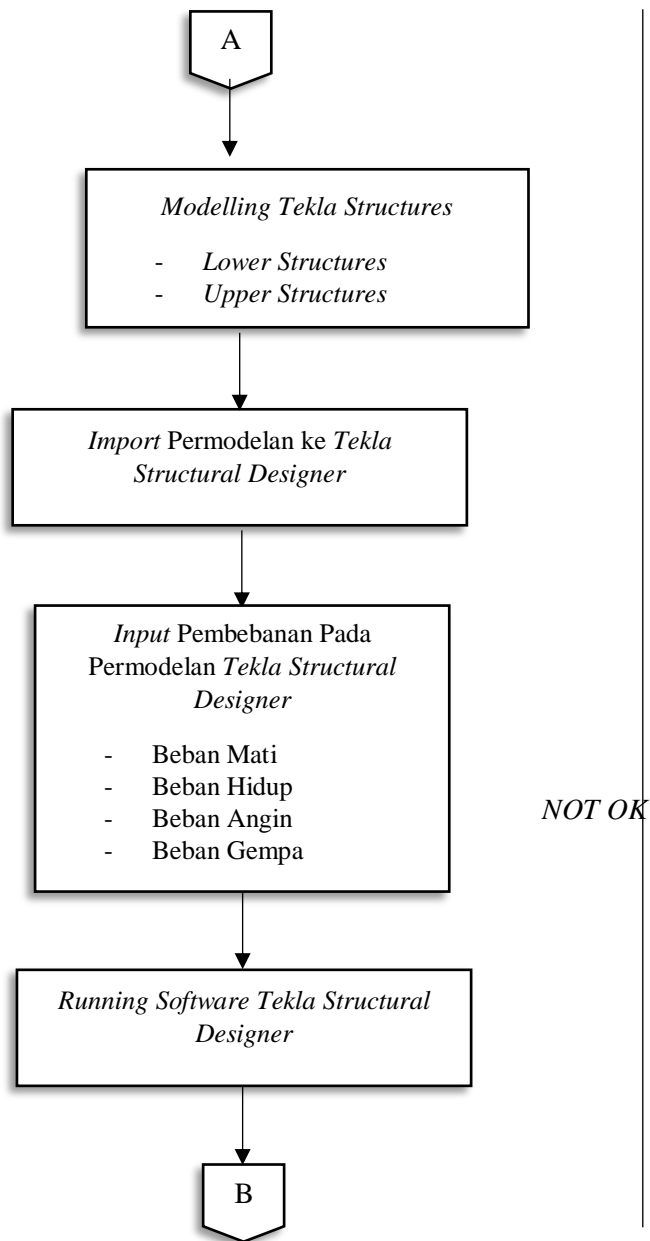 A
Modelling Tekla Structures
- Lower Structures
- Upper Structures
Import Permodelan ke Tekla
Structural Designer
Input Pembebanan Pada
Permodelan Tekla Structural
Designer
- Beban Mati
- Beban Hidup
- Beban Angin
- Beban Gempa
NOT OK
Running Software Tekla Structural
Designer
B